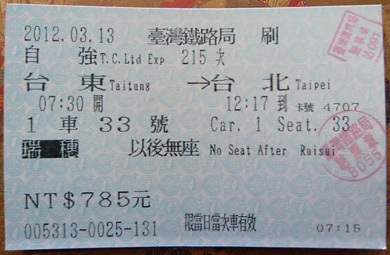 2012.03.13 臺灣鐵路局 刷
自強 T.C.Ltd Exp 215 次
台東 Taitung →台北 Taipei
07:30 開 12:17 到 卡號 4707
1 車 33 號 Car. 1 Seat. 33
瑞穗 以後無座 No Seat After Ruisui
NT$785元
005313-0025-131 限當日當次車有效 07:15